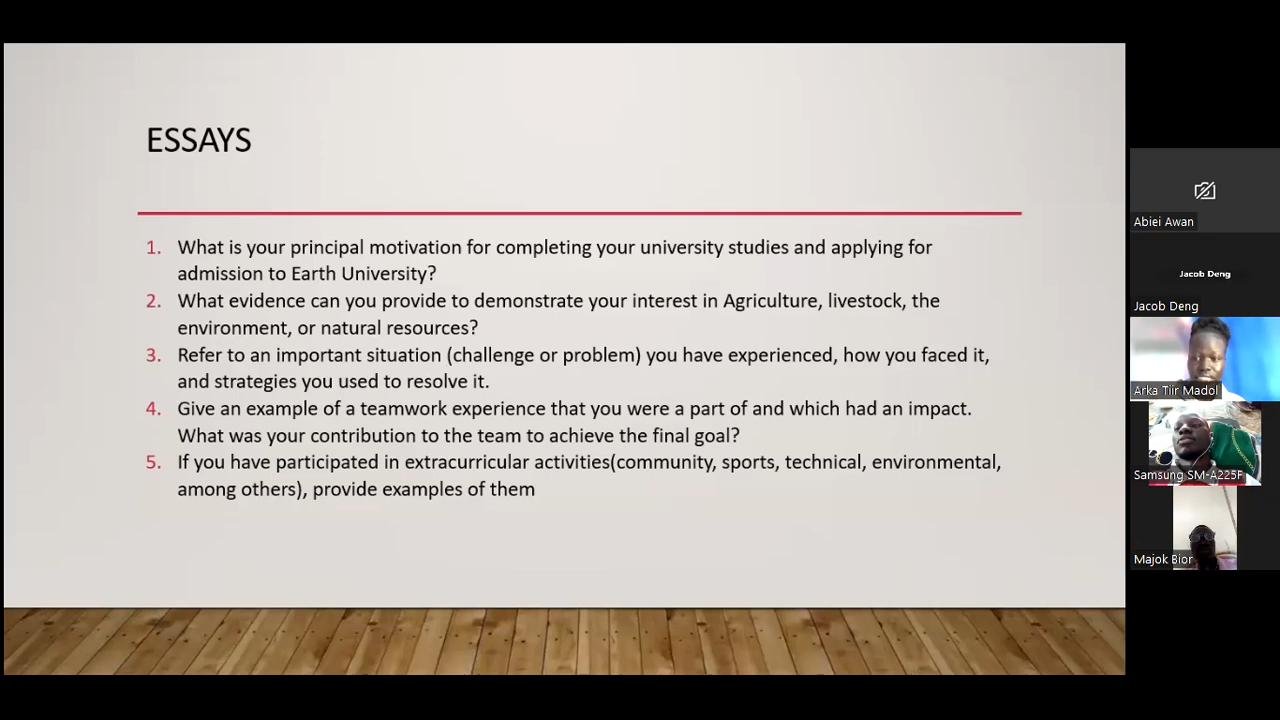 ESSAYS
1. What is your principal motivation for completing your university studies and applying for
admission to Earth University?
2. What evidence can you provide to demonstrate your interest in Agriculture, livestock, the
environment, or natural resources?
3. Refer to an important situation (challenge or problem) you have experienced, how you faced it,
and strategies you used to resolve it.
4. Give an example of a teamwork experience that you were a part of and which had an impact.
What was your contribution to the team to achieve the final goal?
5. If you have participated in extracurricular activities(community, sports, technical, environmental,
among others), provide examples of them
Abiei Awan
Jacob Deng
Jacob Deng
Arka Tiir Madol
Samsung SM-A225F
Majok Bior